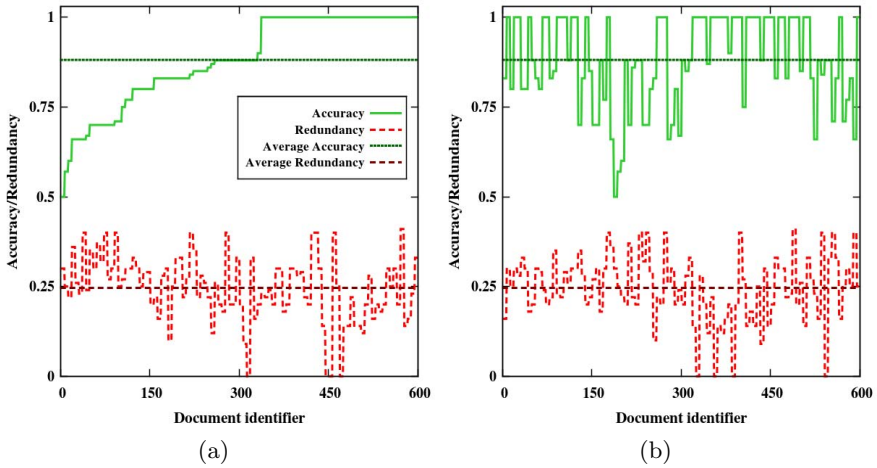 1
0.75
0.5
0.25
0
Accuracy/Redundancy
0
150
300
450
600
Document identifier
Accuracy
Redundancy
Average Accuracy
Average Redundancy
(a)
1
0.75
0.5
0.25
0
Accuracy/Redundancy
0
150
300
450
600
Document identifier
(b)